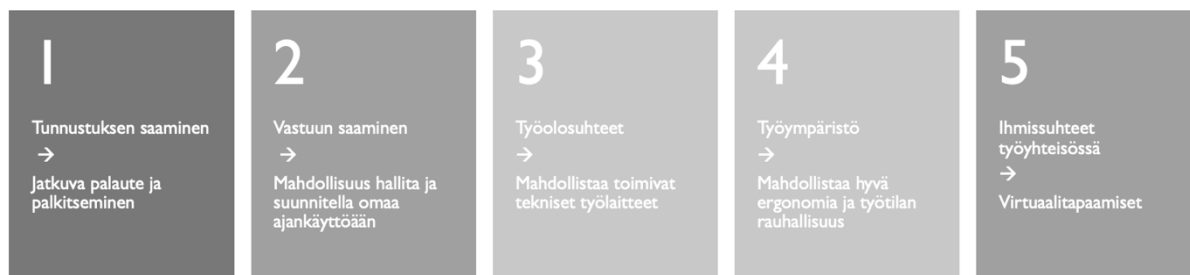 1
Tunnustuksen saaminen
→
Jatkuva palaute ja
palkitseminen
2
Vastuun saaminen
→
Mahdollisuus hallita ja
suunnitella omaa
ajankäyttöään
3
Työolosuhteet
→
Mahdollistaa toimivat
tekniset työlaitteet
4
Työympäristö
→
Mahdollistaa hyvä
ergonomia ja työtilan
rauhallisuus
5
Ihmissuhteet
työyhteisössä
→
Virtuaalitapaamiset